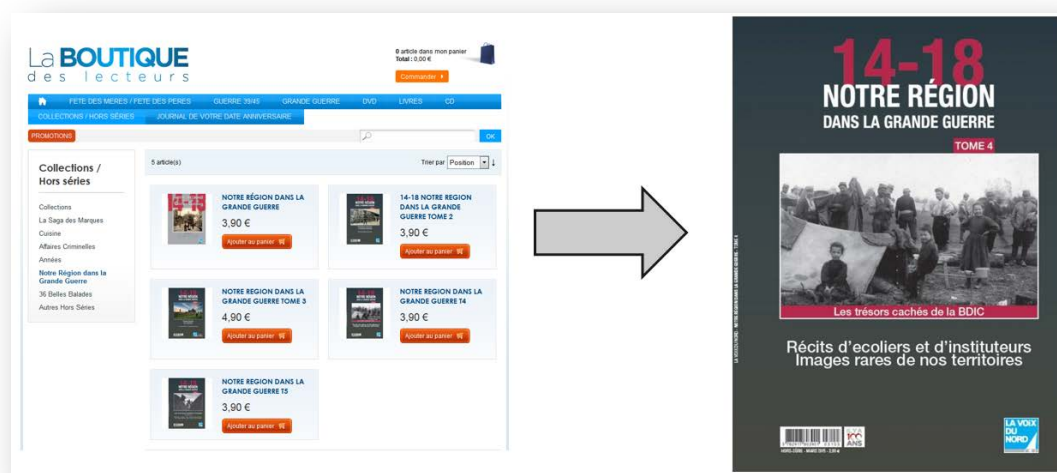 La BOUTIQUE
des lecteurs
0 article dans mon panier
Total : 0,00 €
Commander
FETE DES MERES / FETE DES PERES GUERRE 39/45 GRANDE GUERRE DVD LIVRES CD
COLLECTIONS / HORS SÉRIES JOURNAL DE VOTRE DATE ANNIVERSAIRE
PROMOTIONS
OK
Collections /
Hors séries
Collections
La Saga des Marques
Cuisine
Affaires Criminelles
Années
Notre Région dans la
Grande Guerre
36 Belles Balades
Autres Hors Séries
5 article(s)
Trier par Position
NOTRE RÉGION DANS LA
GRANDE GUERRE
3,90 €
Ajouter au panier
14-18 NOTRE REGION
DANS LA GRANDE
GUERRE TOME 2
3,90 €
Ajouter au panier
NOTRE REGION DANS LA
GRANDE GUERRE TOME 3
4,90 €
Ajouter au panier
NOTRE REGION DANS LA
GRANDE GUERRE T4
3,90 €
Ajouter au panier
NOTRE REGION DANS LA
GRANDE GUERRE T5
3,90 €
Ajouter au panier
14-18
NOTRE RÉGION
DANS LA GRANDE GUERRE
TOME 4
Les trésors cachés de la BDIC
Récits d'ecoliers et d'instituteurs
Images rares de nos territoires
IL Y A
100
ANS
LA VOIX
DU
NORD